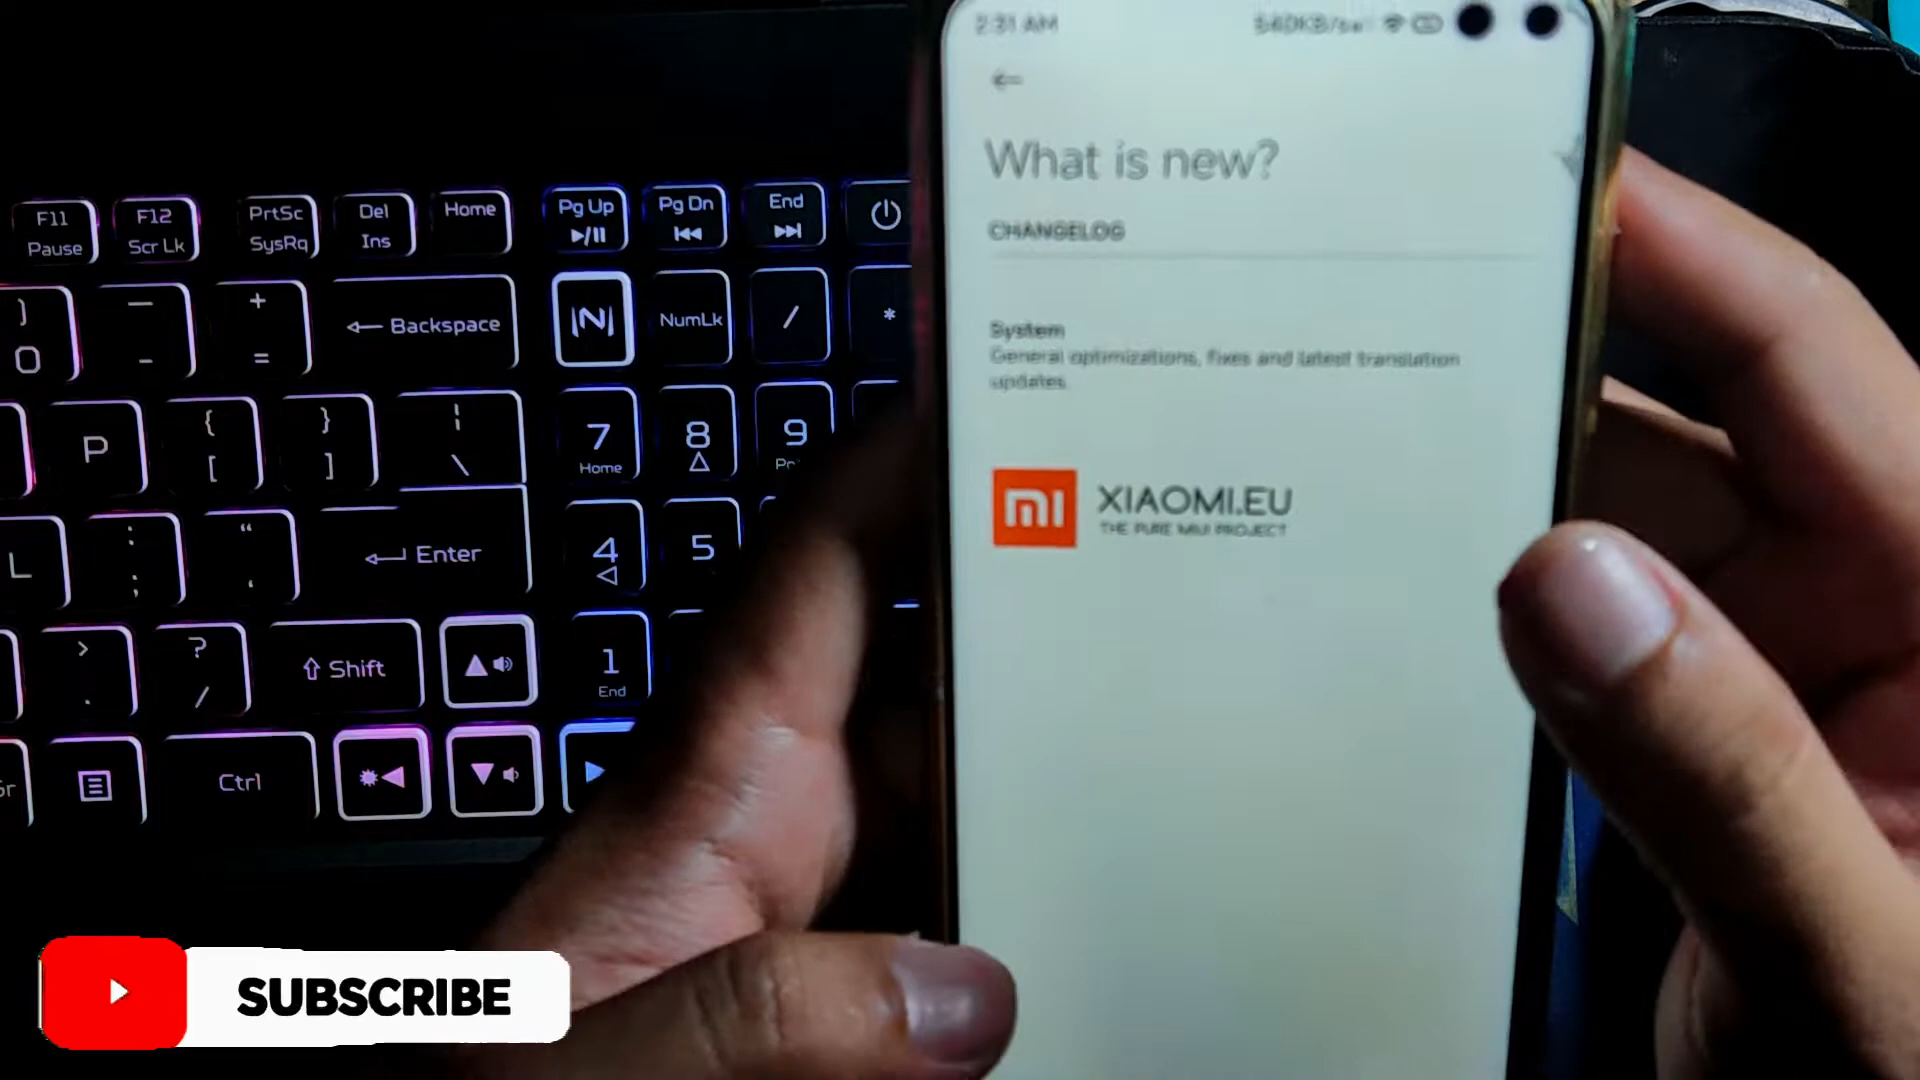 2:31 AM
What is new?
CHANGELOG
System
General optimizations, fixes and latest translation
updates.
mi XIAOMI.EU
THE PURE MIUI PROJECT
F11 F12 PrtSc Del Home Pg Up Pg Dn End
Pause Scr Lk SysRq Ins
) — + Backspace N NumLk / *
0 - =
P { } ¦ 7 8 9
[ ] \ Home
L : “ Enter 4 5
; ‘
> ? Shift 1
. / End
Ctrl
SUBSCRIBE